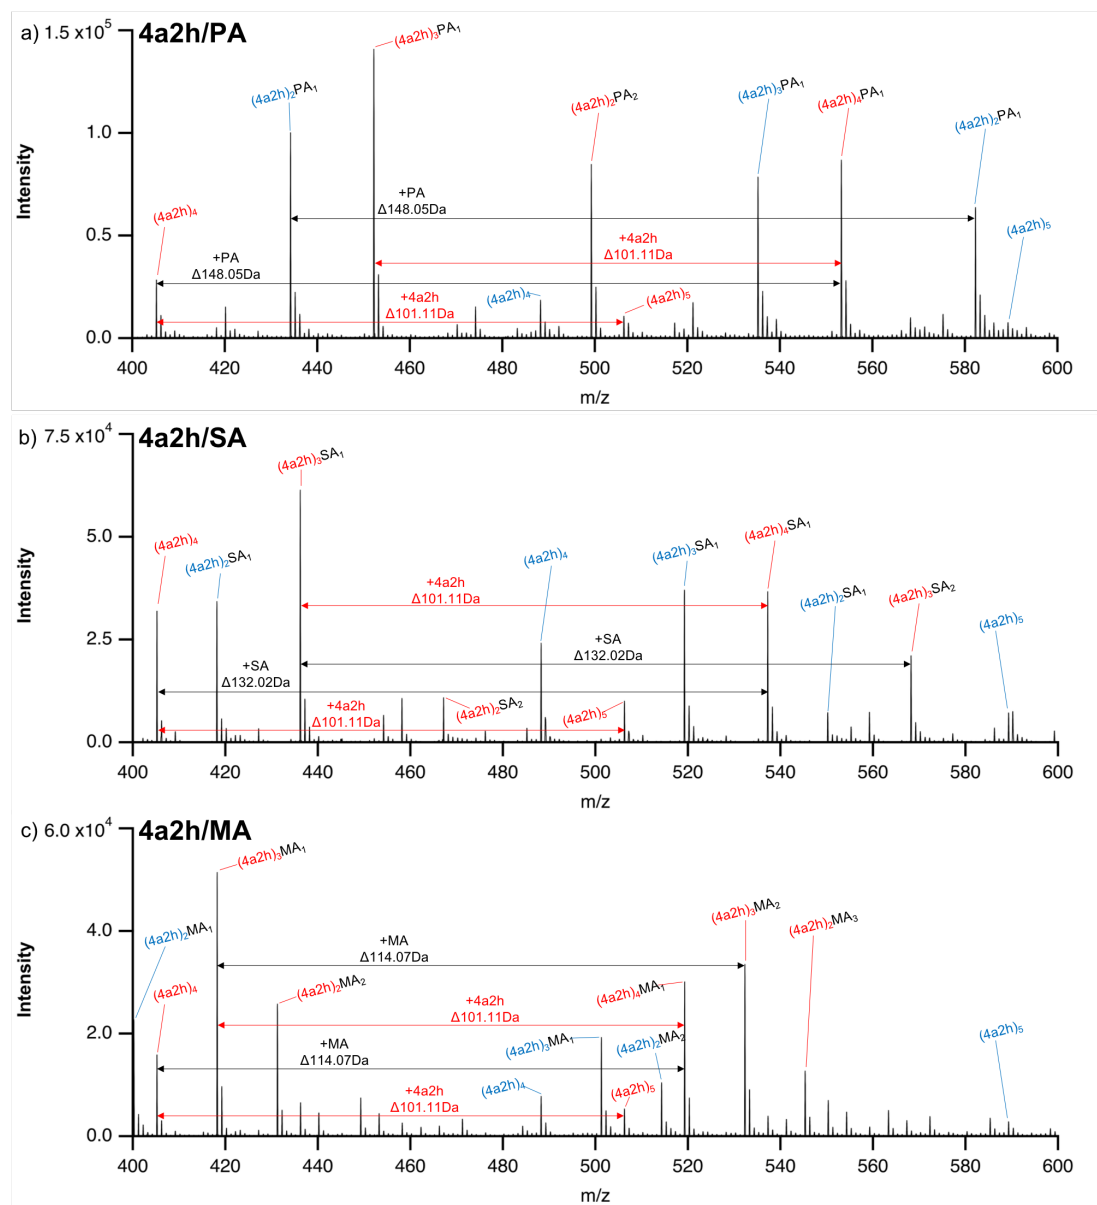 a) 1.5 x10⁵ 4a2h/PA
(4a2h)₃PA₁
(4a2h)₂PA₁
(4a2h)₂PA₂
(4a2h)₃PA₁
(4a2h)₄PA₁
(4a2h)₂PA₁
1.0
Intensity
+PA
Δ148.05Da
(4a2h)₄
(4a2h)₅
0.5
+4a2h
Δ101.11Da
+PA
Δ148.05Da
+4a2h
Δ101.11Da
(4a2h)₄
(4a2h)₅
0.0
400 420 440 460 480 500 520 540 560 580 600
m/z
b) 7.5 x10⁴ 4a2h/SA
(4a2h)₃SA₁
5.0
(4a2h)₄
(4a2h)₂SA₁
(4a2h)₄
(4a2h)₃SA₁
(4a2h)₄SA₁
Intensity
+4a2h
Δ101.11Da
(4a2h)₂SA₁
(4a2h)₃SA₂
(4a2h)₅
2.5
+SA
Δ132.02Da
+SA
Δ132.02Da
+4a2h
Δ101.11Da
(4a2h)₂SA₂
(4a2h)₅
0.0
400 420 440 460 480 500 520 540 560 580 600
m/z
c) 6.0 x10⁴ 4a2h/MA
(4a2h)₃MA₁
4.0
(4a2h)₂MA₁
+MA
Δ114.07Da
(4a2h)₃MA₂
(4a2h)₂MA₃
Intensity
(4a2h)₄
(4a2h)₂MA₂
+4a2h
Δ101.11Da
(4a2h)₄MA₁
2.0
+MA
Δ114.07Da
(4a2h)₃MA₁
(4a2h)₂MA₂
(4a2h)₅
+4a2h
Δ101.11Da
(4a2h)₄
(4a2h)₅
0.0
400 420 440 460 480 500 520 540 560 580 600
m/z